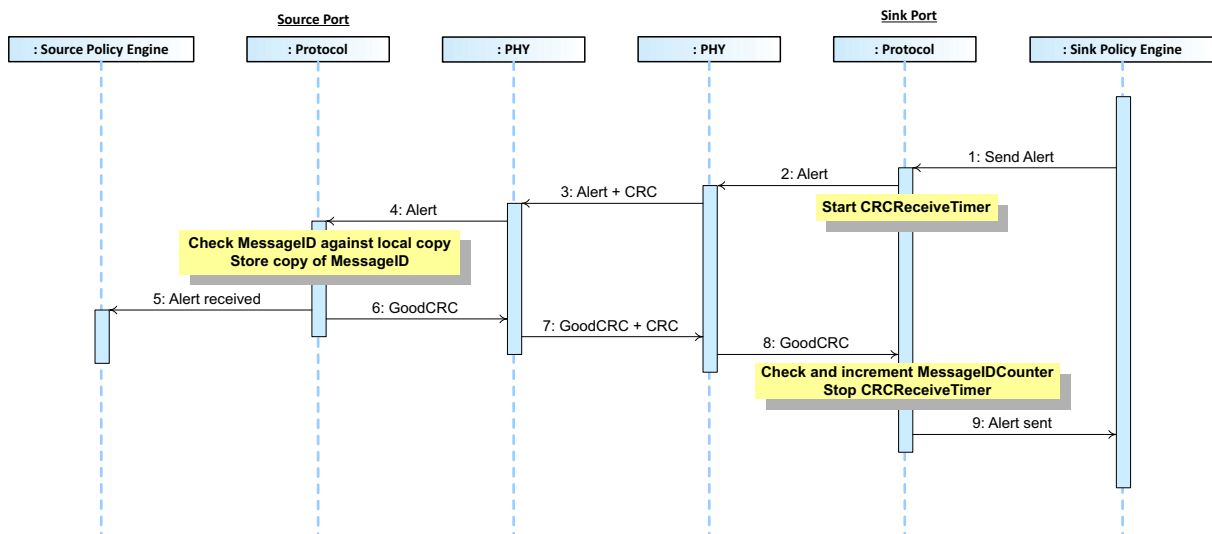 Source Port
Sink Port
: Source Policy Engine
: Protocol
: PHY
: PHY
: Protocol
: Sink Policy Engine
1: Send Alert
2: Alert
3: Alert + CRC
Start CRCReceiveTimer
4: Alert
Check MessageID against local copy
Store copy of MessageID
5: Alert received
6: GoodCRC
7: GoodCRC + CRC
8: GoodCRC
Check and increment MessageIDCounter
Stop CRCReceiveTimer
9: Alert sent